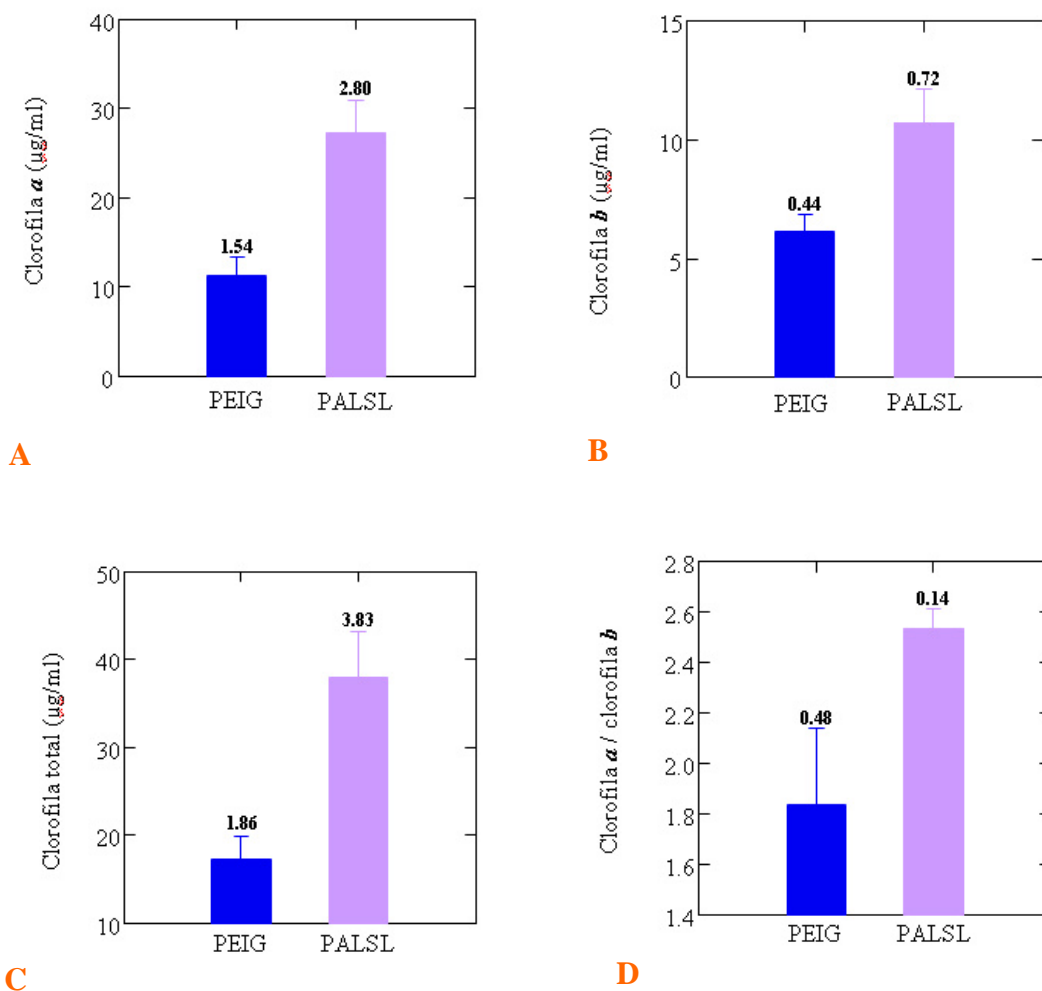 Clorofila a (µg/ml)
40
30
20
10
0
1.54
2.80
PEIG
PALSL
A
Clorofila b (µg/ml)
15
10
5
0
0.44
0.72
PEIG
PALSL
B
Clorofila total (µg/ml)
50
40
30
20
10
1.86
3.83
PEIG
PALSL
C
Clorofila a / clorofila b
2.8
2.6
2.4
2.2
2.0
1.8
1.6
1.4
0.48
0.14
PEIG
PALSL
D